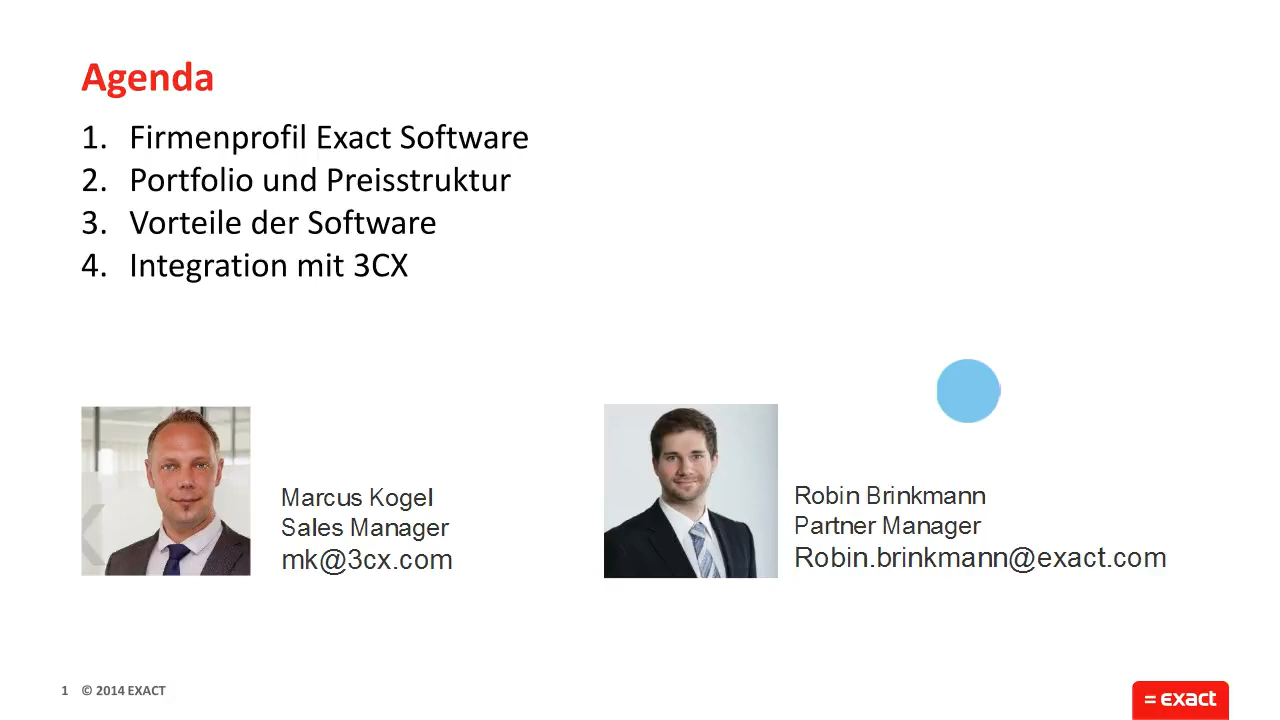 Agenda
1. Firmenprofil Exact Software
2. Portfolio und Preisstruktur
3. Vorteile der Software
4. Integration mit 3CX
Marcus Kogel
Sales Manager
mk@3cx.com
Robin Brinkmann
Partner Manager
Robin.brinkmann@exact.com
1 © 2014 EXACT
= exact